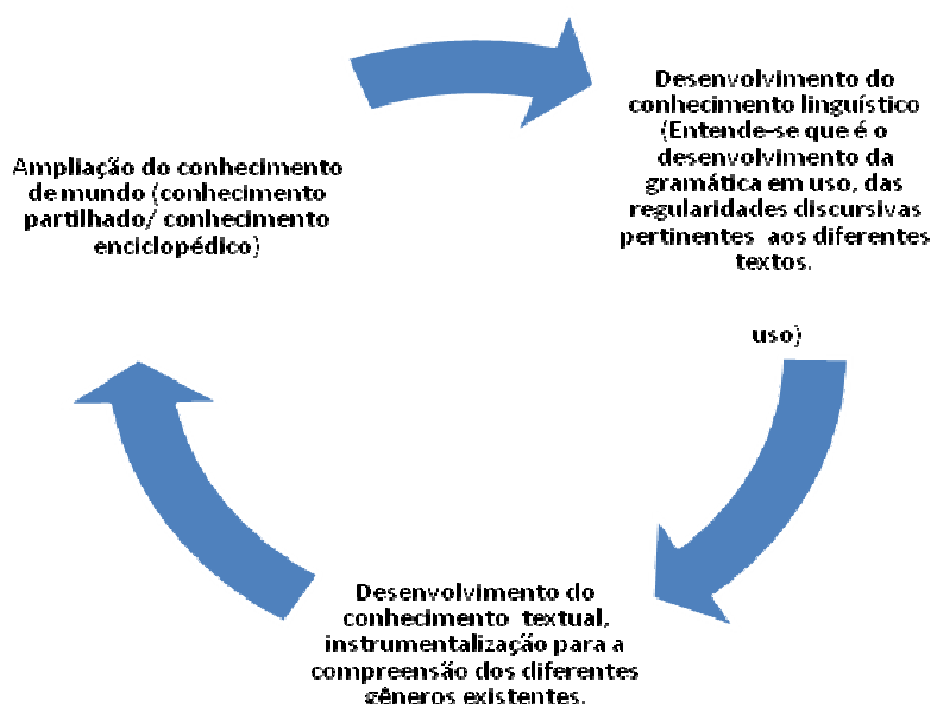 Ampliação do conhecimento
de mundo (conhecimento
partilhado/ conhecimento
enciclopédico)
Desenvolvimento do
conhecimento linguístico
(Entende-se que é o
desenvolvimento da
gramática em uso, das
regularidades discursivas
pertinentes aos diferentes
textos.
uso)
Desenvolvimento do
conhecimento textual,
instrumentalização para a
compreensão dos diferentes
gêneros existentes.